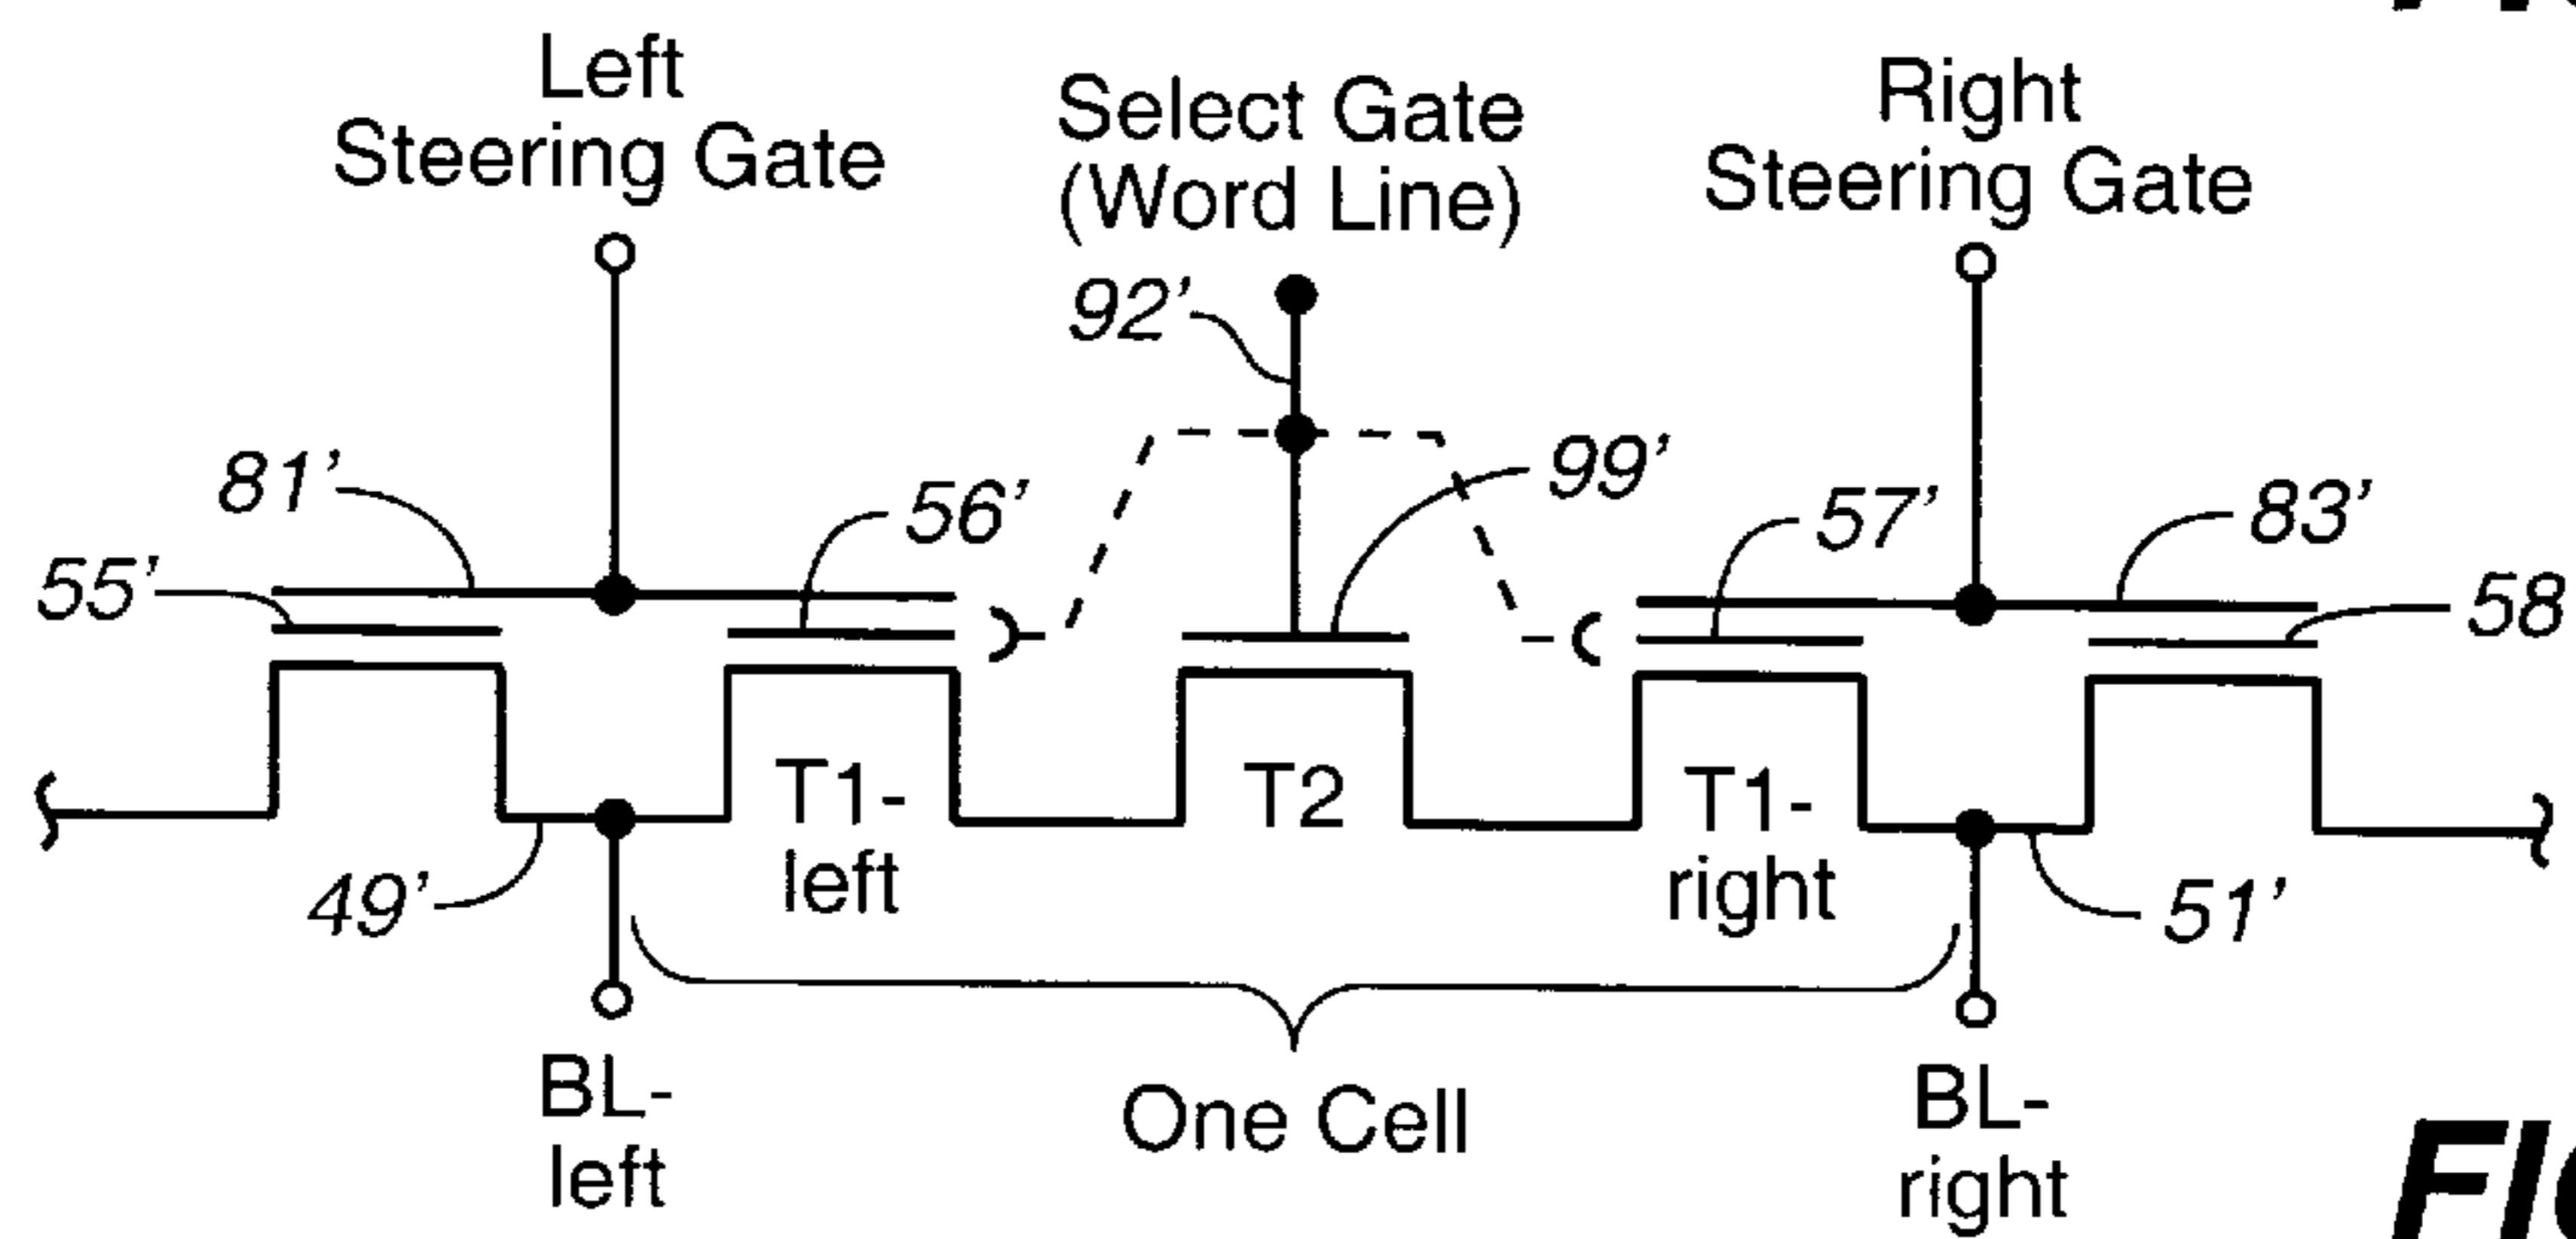 Left
Steering Gate
Select Gate
(Word Line)
Right
Steering Gate
92'
81'
56'
99'
57'
83'
55'
58
T1-
left
T2
T1-
right
49'
51'
BL-
left
One Cell
BL-
right